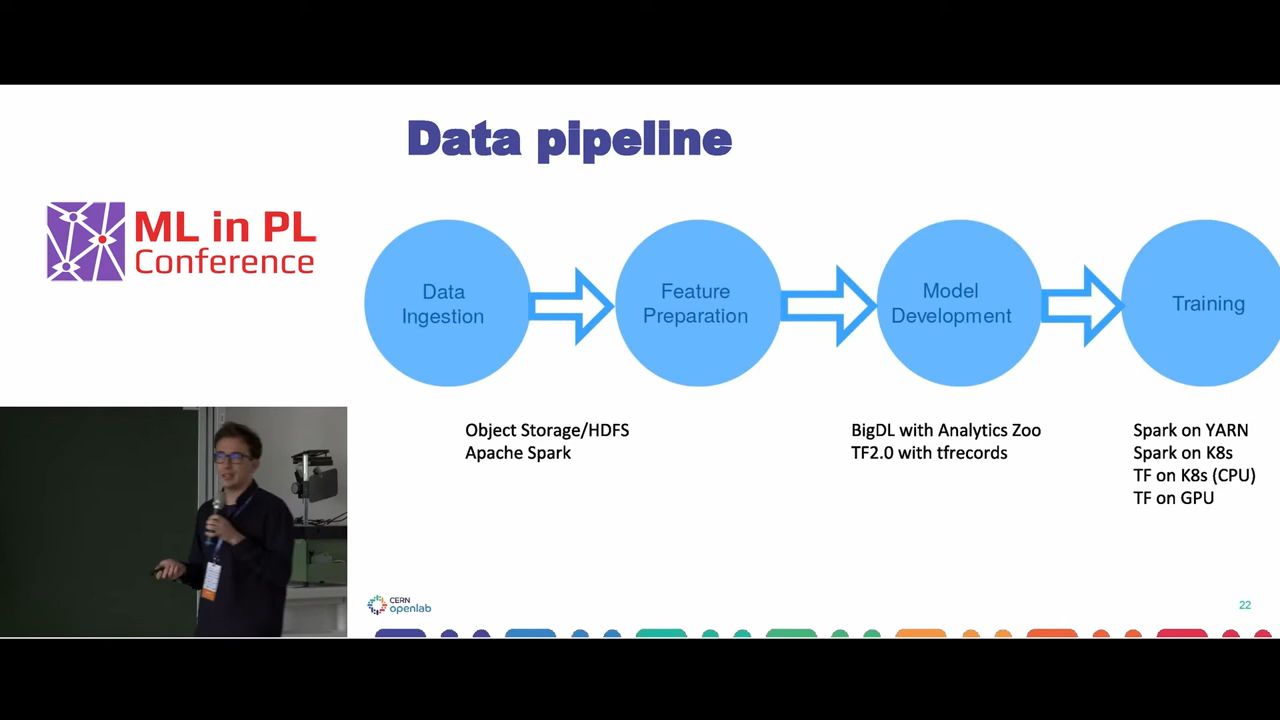 Data pipeline
ML in PL
Conference
Data
Ingestion
Feature
Preparation
Model
Development
Training
Object Storage/HDFS
Apache Spark
BigDL with Analytics Zoo
TF2.0 with tfrecords
Spark on YARN
Spark on K8s
TF on K8s (CPU)
TF on GPU
CERN
openlab
22